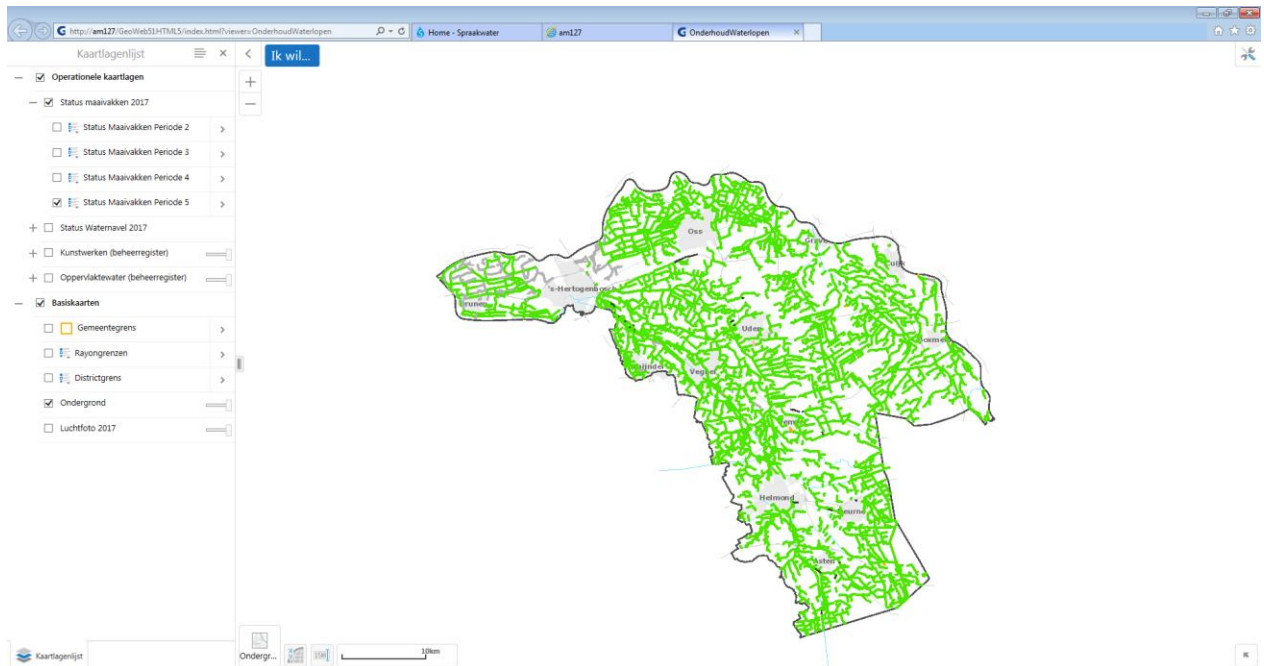 http://am127/GeoWeb51HTML5/index.html?viewer=OnderhoudWaterlopen
Home - Spraakwater
am127
OnderhoudWaterlopen
Kaartlagenlijst
Ik wil...
Operationele kaartlagen
Status maaivakken 2017
Status Maaivakken Periode 2
Status Maaivakken Periode 3
Status Maaivakken Periode 4
Status Maaivakken Periode 5
Status Waternavel 2017
Kunstwerken (beheerregister)
Oppervlaktewater (beheerregister)
Basiskaarten
Gemeentegrens
Rayongrenzen
Districtgrens
Ondergrond
Luchtfoto 2017
Oss
Grave
Cuijk
's-Hertogenbosch
Uden
Veghel
Helmond
Asten
Kaartlagenlijst
Ondergr...
10km